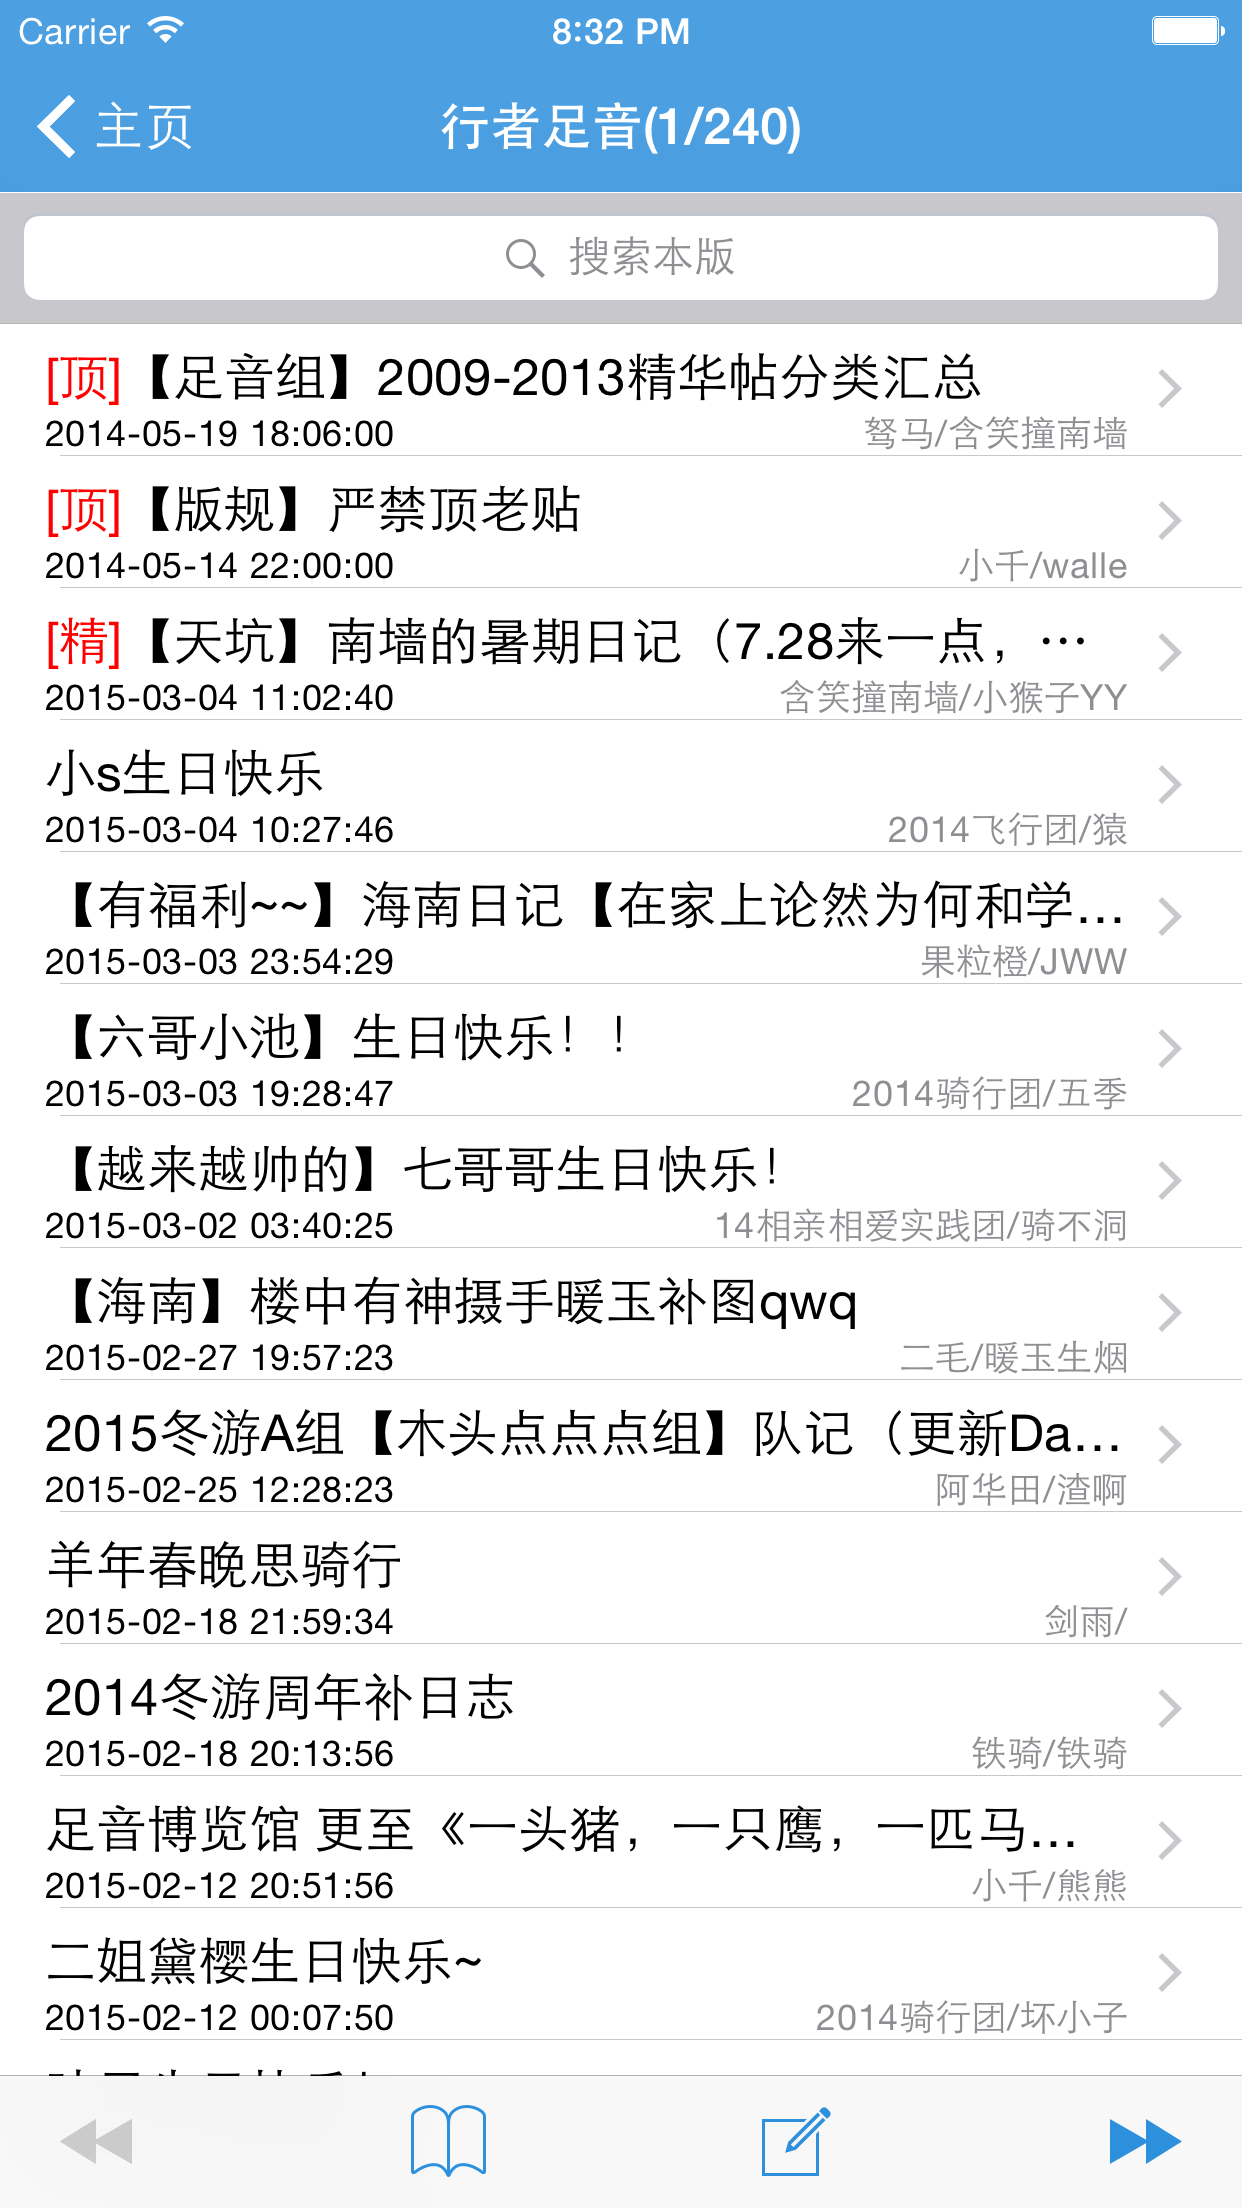 Carrier 8:32 PM
主页 行者足音(1/240)
搜索本版
[顶]【足音组】2009-2013精华帖分类汇总
2014-05-19 18:06:00 驽马/含笑撞南墙
[顶]【版规】严禁顶老贴
2014-05-14 22:00:00 小千/walle
[精]【天坑】南墙的暑期日记（7.28来一点，…
2015-03-04 11:02:40 含笑撞南墙/小猴子YY
小s生日快乐
2015-03-04 10:27:46 2014飞行团/猿
【有福利~~】海南日记【在家上论然为何和学...
2015-03-03 23:54:29 果粒橙/JWW
【六哥小池】生日快乐！！
2015-03-03 19:28:47 2014骑行团/五季
【越来越帅的】七哥哥生日快乐！
2015-03-02 03:40:25 14相亲相爱实践团/骑不洞
【海南】楼中有神摄手暖玉补图qwq
2015-02-27 19:57:23 二毛/暖玉生烟
2015冬游A组【木头点点点组】队记（更新Da...
2015-02-25 12:28:23 阿华田/渣啊
羊年春晚思骑行
2015-02-18 21:59:34 剑雨/
2014冬游周年补日志
2015-02-18 20:13:56 铁骑/铁骑
足音博览馆 更至《一头猪，一只鹰，一匹马...
2015-02-12 20:51:56 小千/熊熊
二姐黛樱生日快乐~
2015-02-12 00:07:50 2014骑行团/坏小子